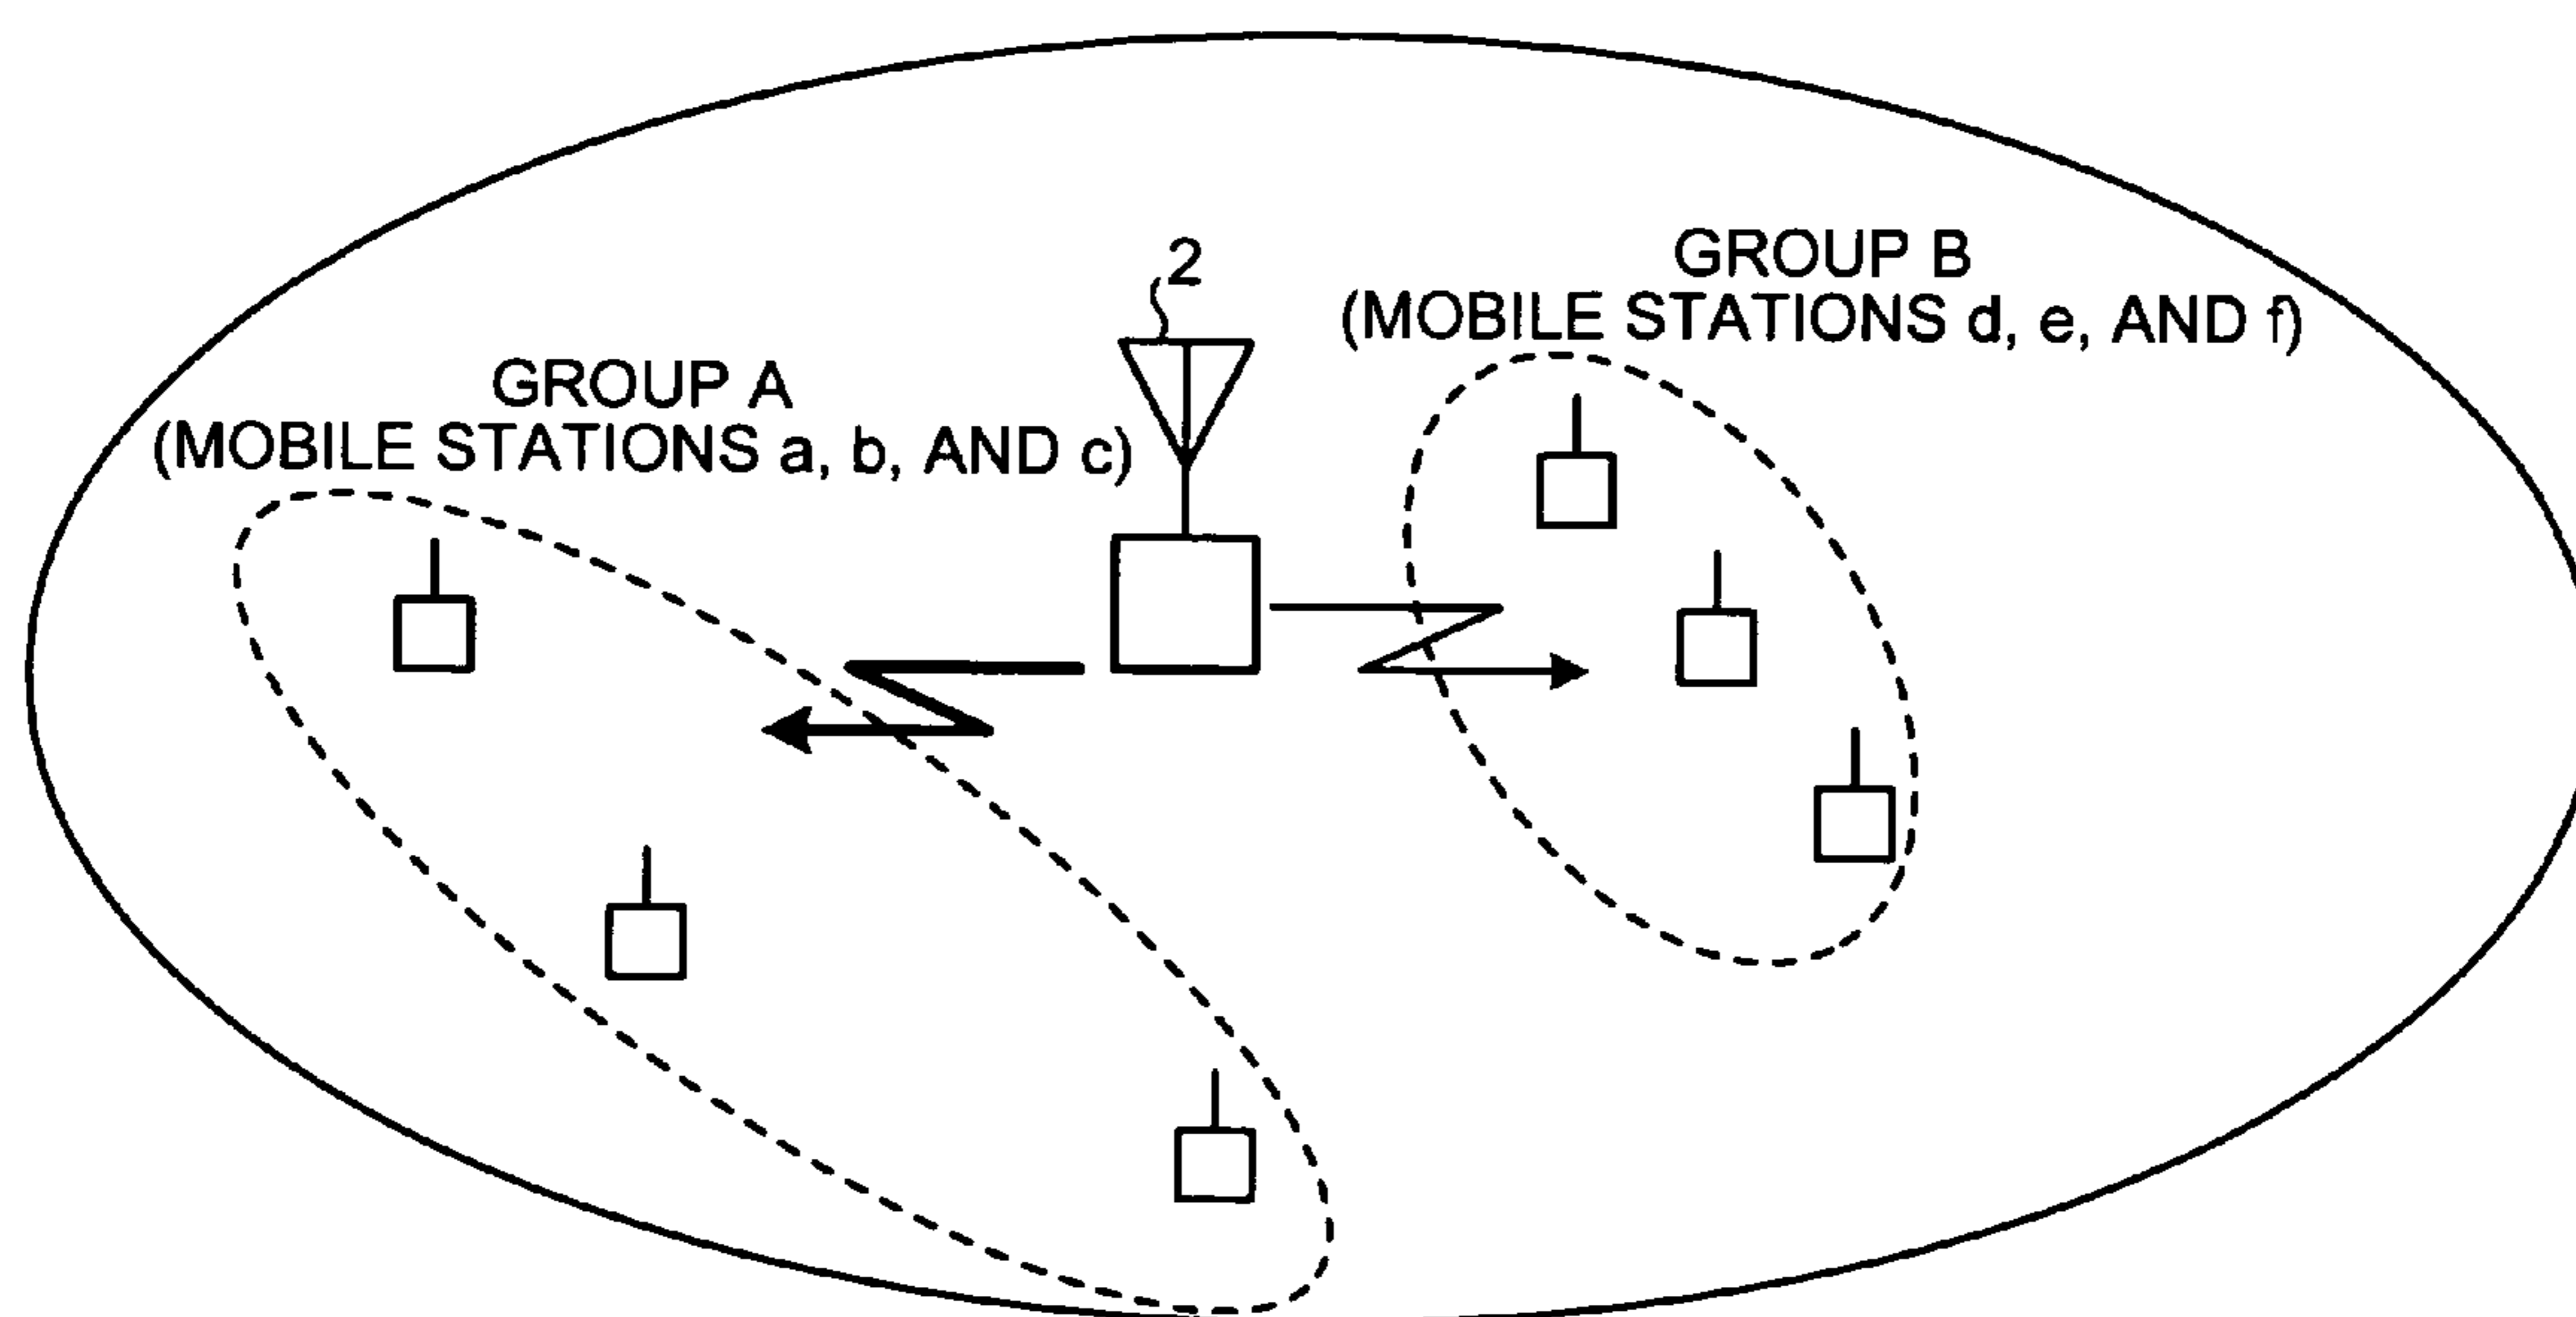 2
GROUP B
(MOBILE STATIONS d, e, AND f)
GROUP A
(MOBILE STATIONS a, b, AND c)